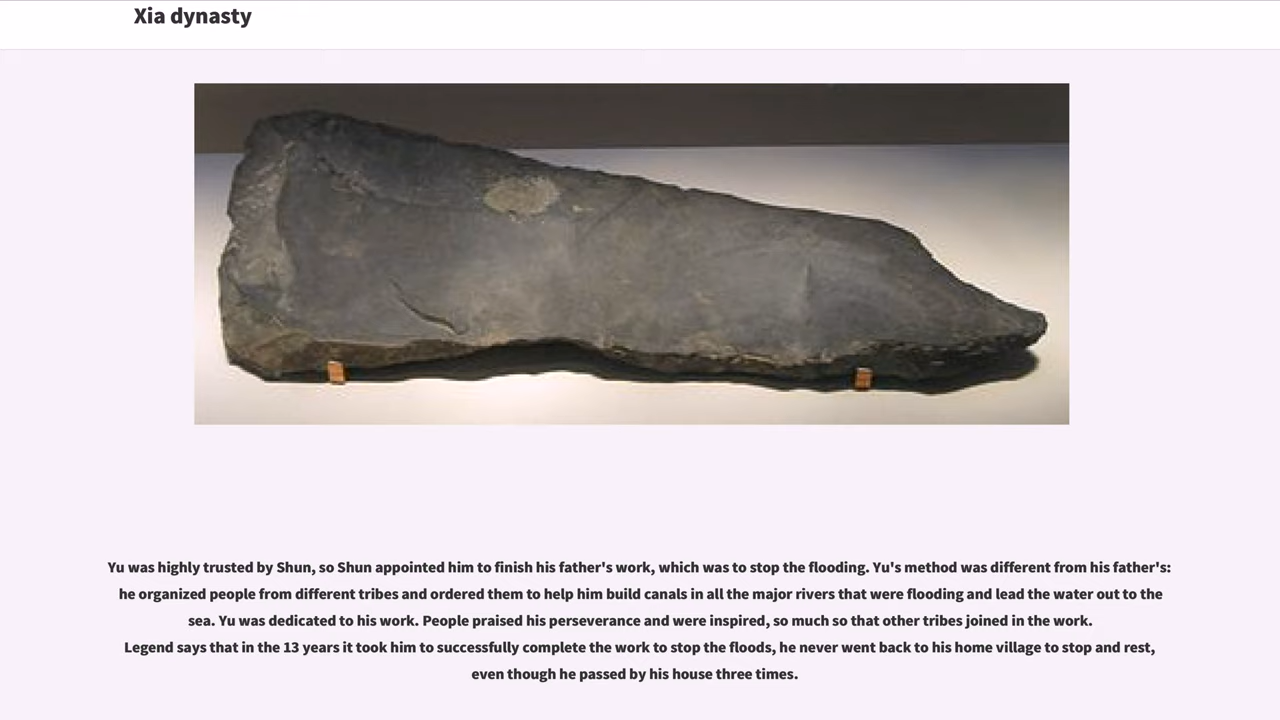 Xia dynasty
Yu was highly trusted by Shun, so Shun appointed him to finish his father's work, which was to stop the flooding. Yu's method was different from his father's:
he organized people from different tribes and ordered them to help him build canals in all the major rivers that were flooding and lead the water out to the
sea. Yu was dedicated to his work. People praised his perseverance and were inspired, so much so that other tribes joined in the work.
Legend says that in the 13 years it took him to successfully complete the work to stop the floods, he never went back to his home village to stop and rest,
even though he passed by his house three times.